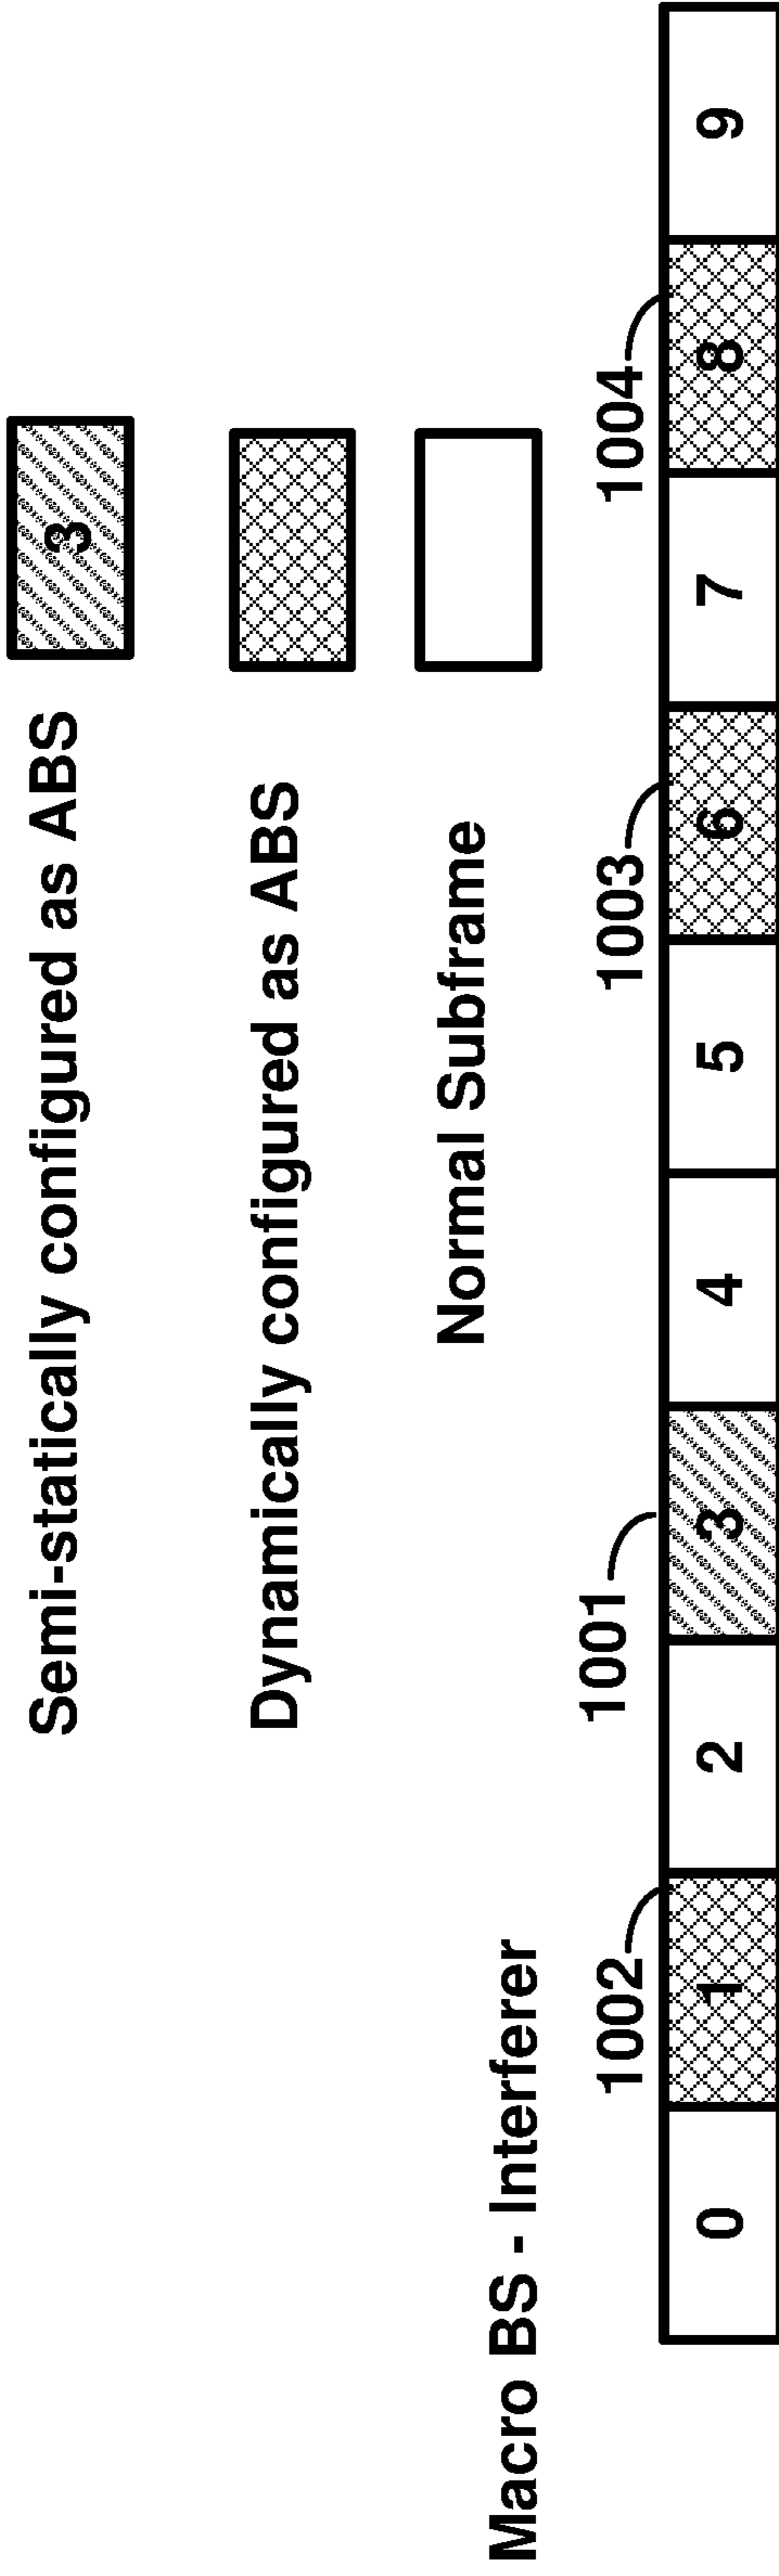 Semi-statically configured as ABS
3
Dynamically configured as ABS
Normal Subframe
Macro BS - Interferer
1002
1001
1003
1004
0 1 2 3 4 5 6 7 8 9